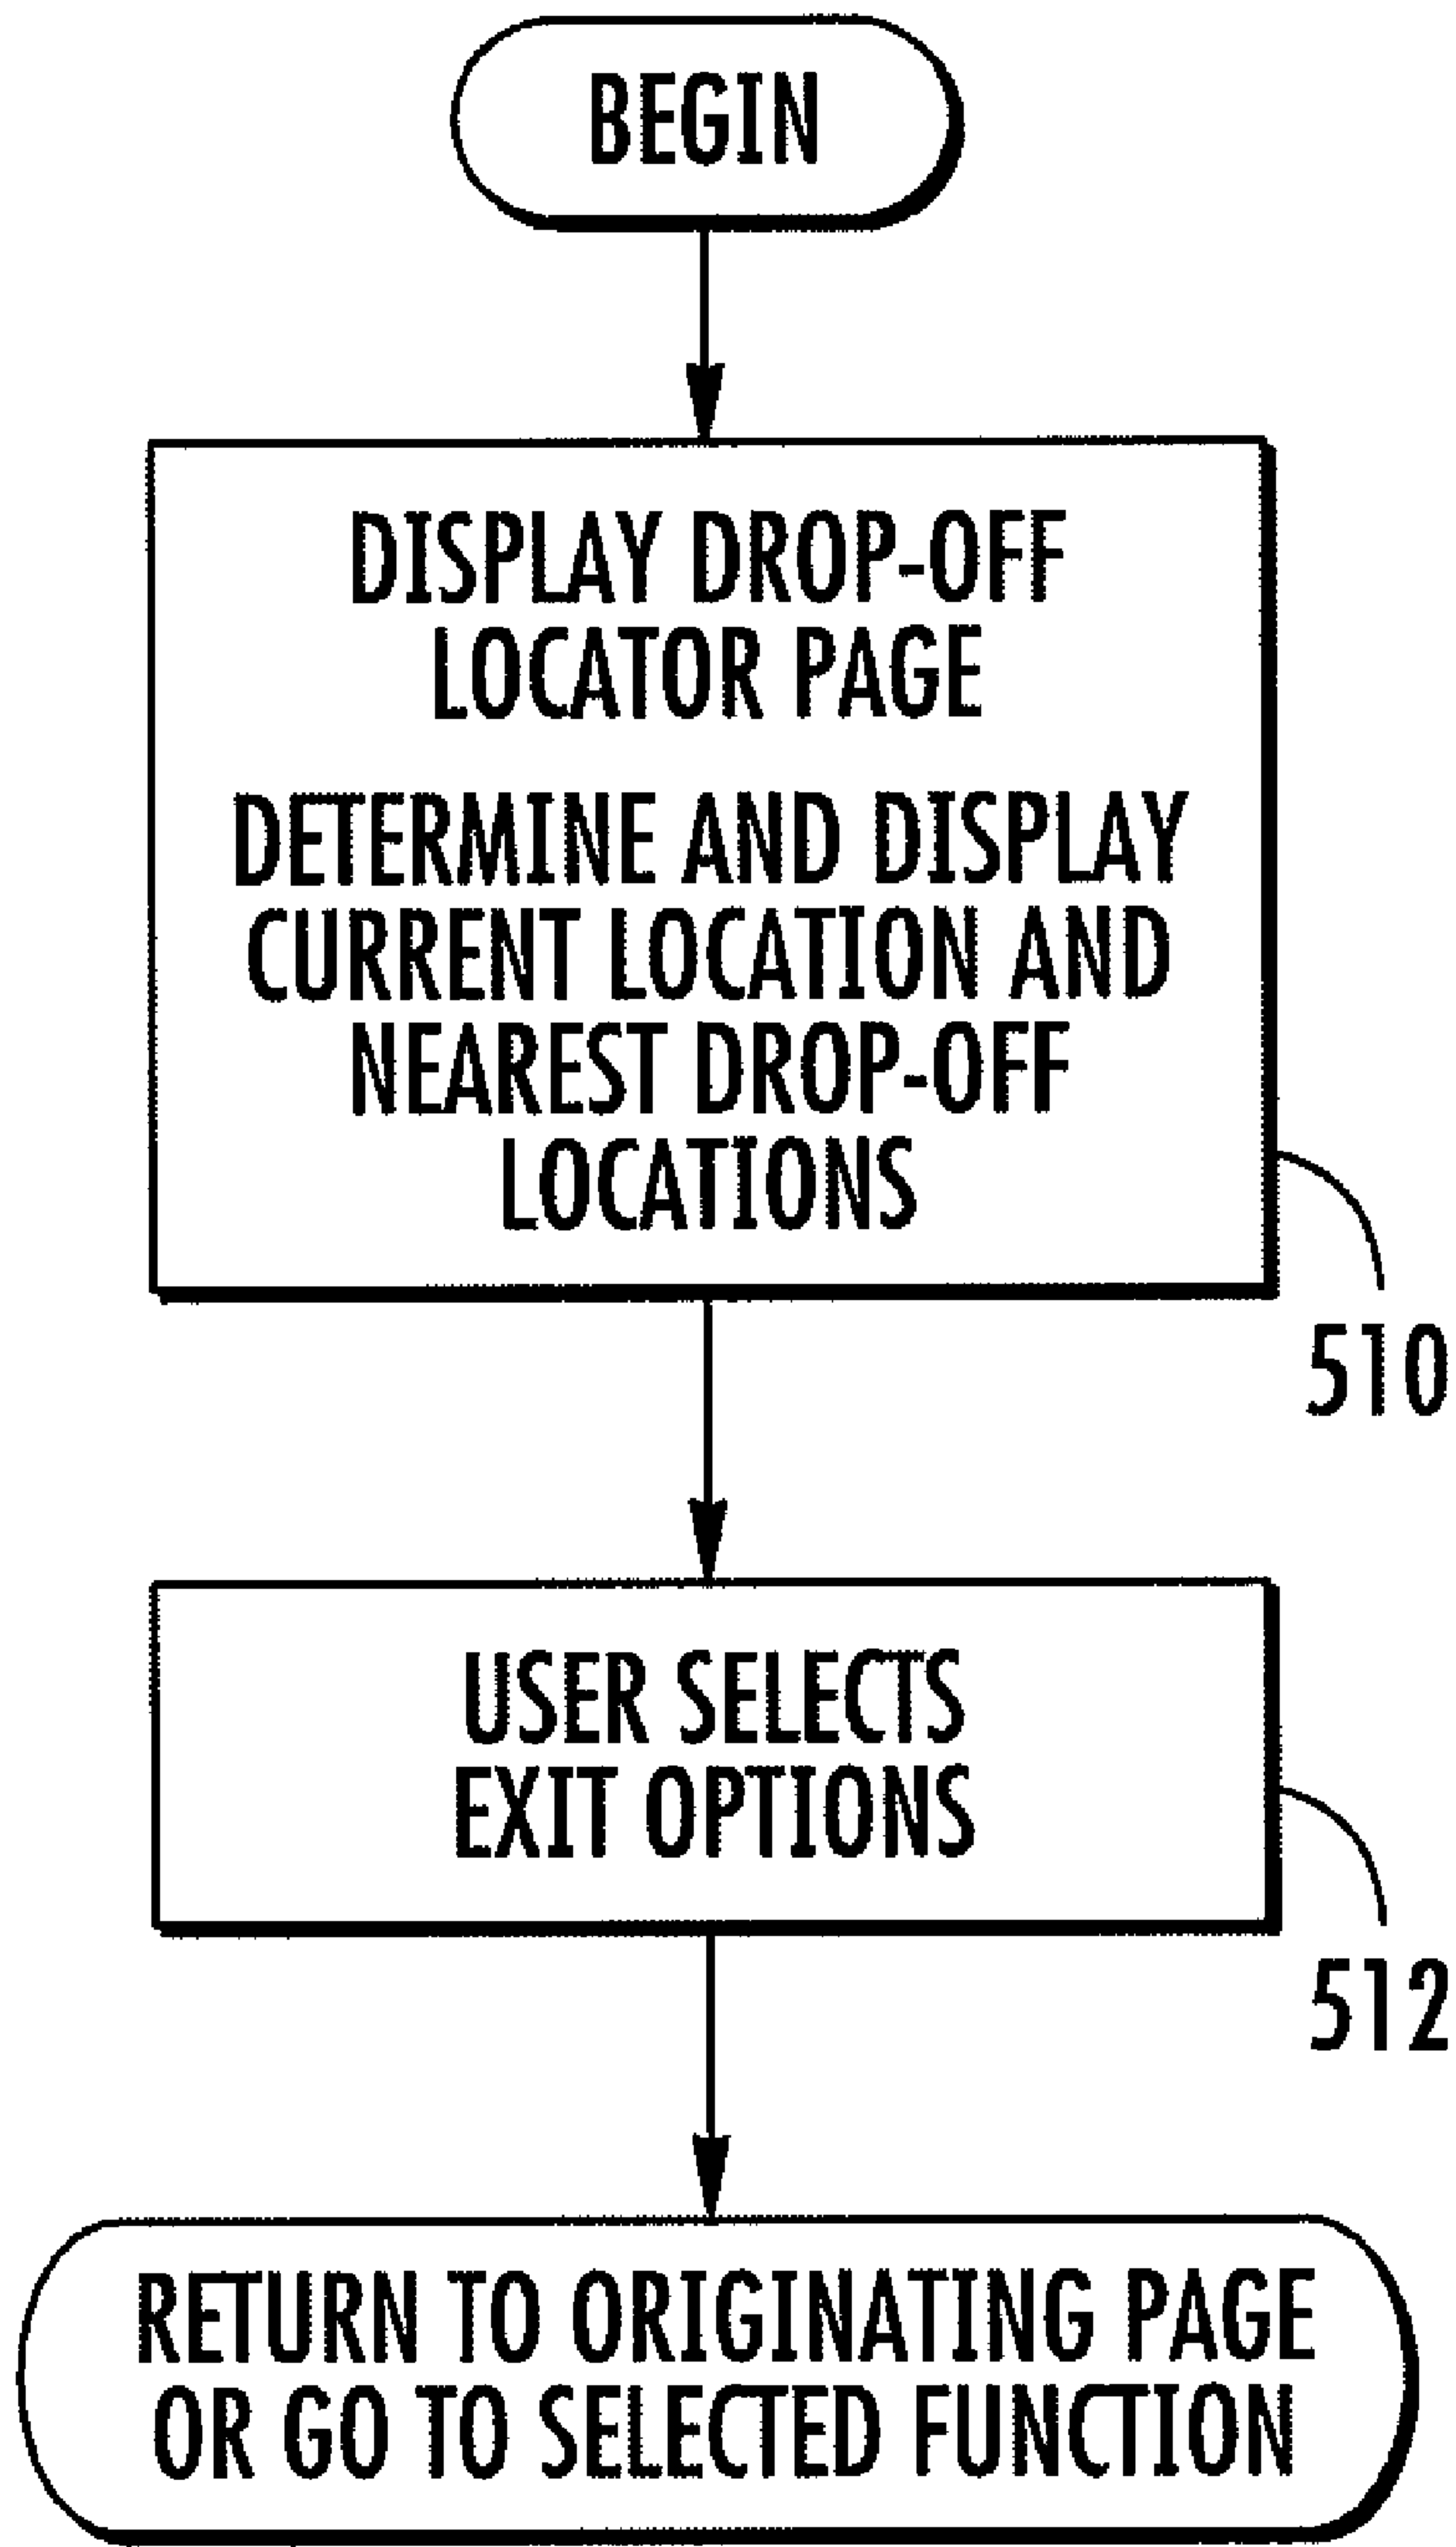 BEGIN
DISPLAY DROP-OFF
LOCATOR PAGE
DETERMINE AND DISPLAY
CURRENT LOCATION AND
NEAREST DROP-OFF
LOCATIONS
510
USER SELECTS
EXIT OPTIONS
512
RETURN TO ORIGINATING PAGE
OR GO TO SELECTED FUNCTION